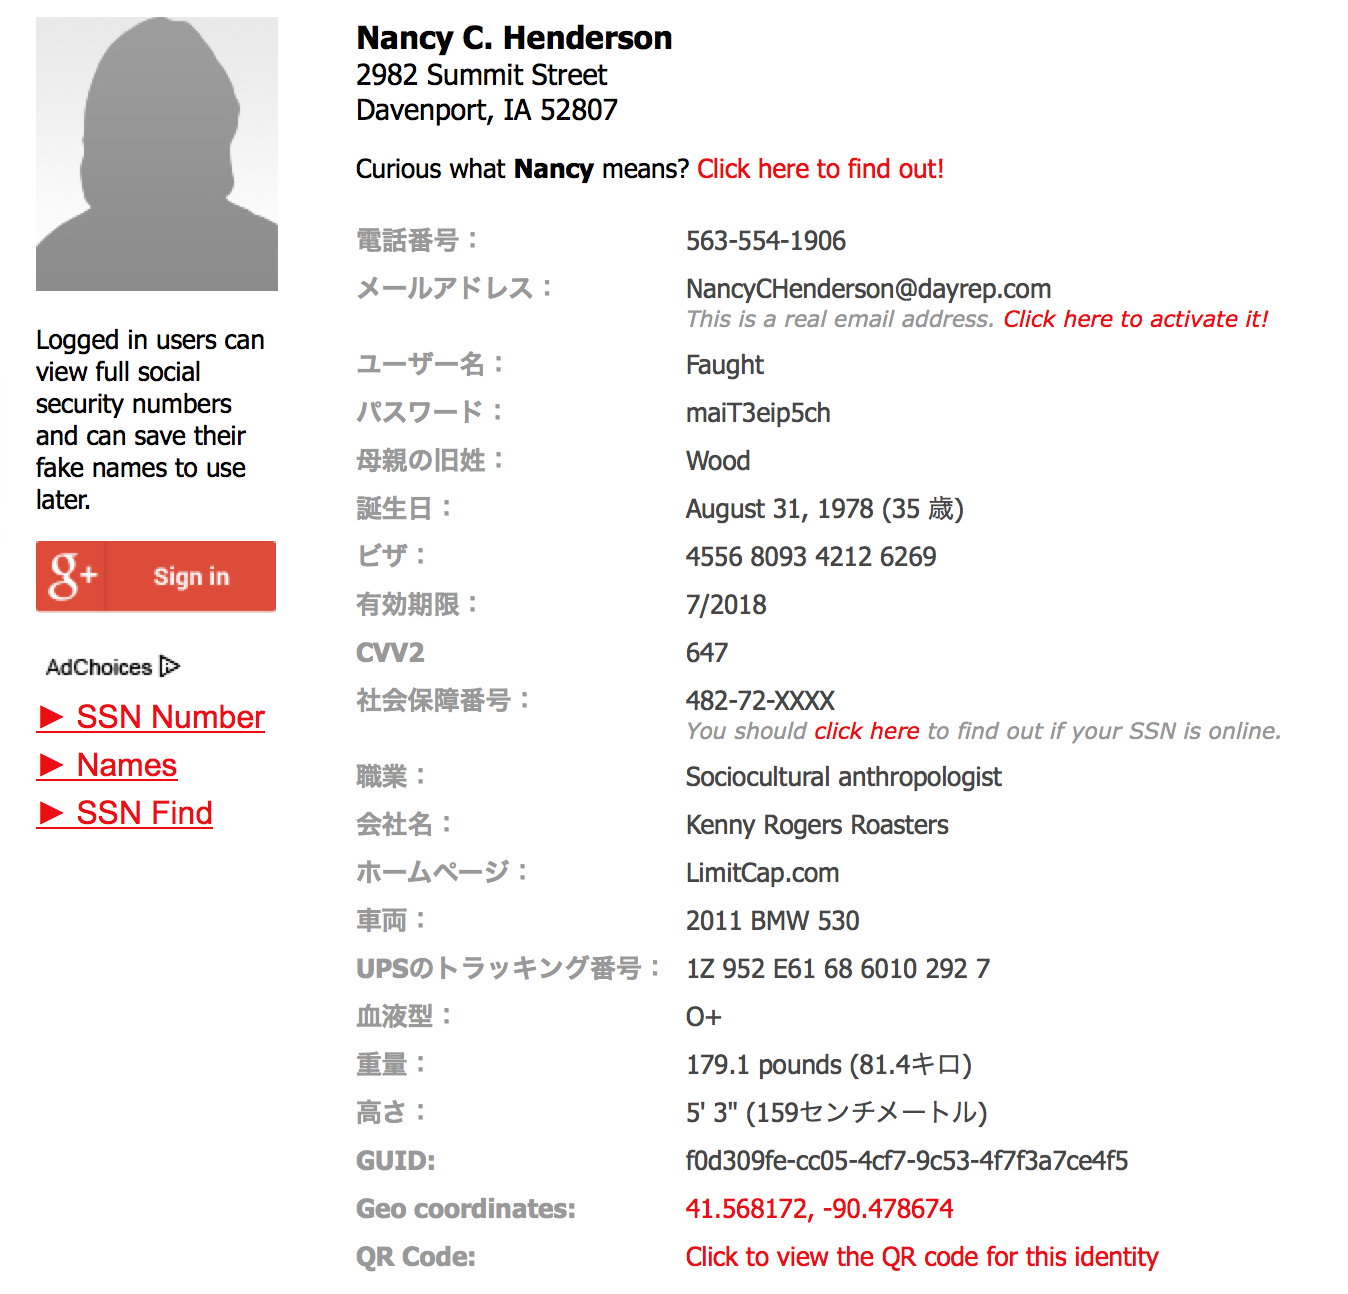 Nancy C. Henderson
2982 Summit Street
Davenport, IA 52807
Curious what Nancy means? Click here to find out!
電話番号： 563-554-1906
メールアドレス： NancyCHenderson@dayrep.com
This is a real email address. Click here to activate it!
ユーザー名： Faught
パスワード： maiT3eip5ch
母親の旧姓： Wood
誕生日： August 31, 1978 (35 歳)
ビザ： 4556 8093 4212 6269
有効期限： 7/2018
CVV2 647
社会保障番号： 482-72-XXXX
You should click here to find out if your SSN is online.
職業： Sociocultural anthropologist
会社名： Kenny Rogers Roasters
ホームページ： LimitCap.com
車両： 2011 BMW 530
UPSのトラッキング番号： 1Z 952 E61 68 6010 292 7
血液型： O+
重量： 179.1 pounds (81.4キロ)
高さ： 5' 3" (159センチメートル)
GUID: f0d309fe-cc05-4cf7-9c53-4f7f3a7ce4f5
Geo coordinates: 41.568172, -90.478674
QR Code: Click to view the QR code for this identity
Logged in users can
view full social
security numbers
and can save their
fake names to use
later.
g+ Sign in
AdChoices
► SSN Number
► Names
► SSN Find